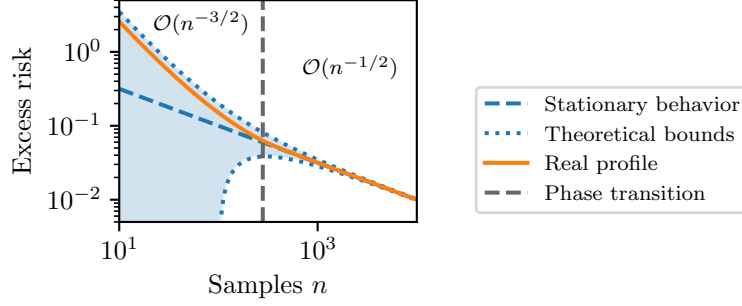 𝒪(n^{-3/2})
𝒪(n^{-1/2})
Excess risk
10^0
10^{-1}
10^{-2}
10^1
10^3
Samples n
Stationary behavior
Theoretical bounds
Real profile
Phase transition